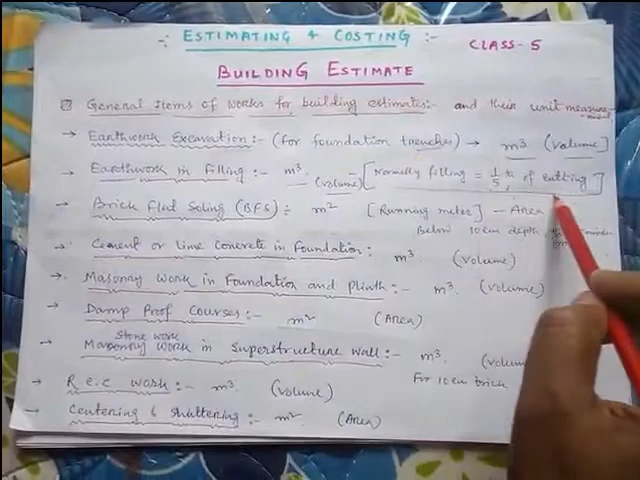 -: ESTIMATING & COSTING :-
CLASS-5
BUILDING ESTIMATE
General items of works for building estimates:- and their unit measurement
→ Earthwork Excavation:- (For foundation trenches) → m³ (Volume]
→ Earthwork in Filling:- m³ (Volume) - [Normally filling = 1/5 th of cutting]
→ Brick Flat Soling (BFS):- m² [Running meter] - Area
Below 10cm depth
→ Cement or lime concrete in Foundation: m³ (Volume)
→ Masonry work in Foundation and plinth:- m³. (Volume)
→ Damp Proof Courses:- m² (Area)
Stone work
→ Masonry work in superstructure wall:- m³.
→ R.C.C work:- m³. (Volume) For 10cm brick
→ Centering & shuttering:- m². (Area)